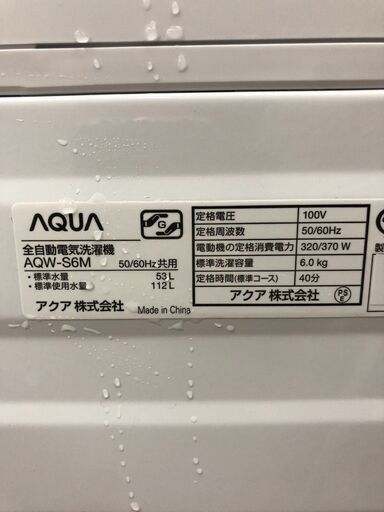 AQUA
G
全自動電気洗濯機
AQW-S6M 50/60Hz共用
・標準水量 53L
・標準使用水量 112L
アクア株式会社 Made in China
定格電圧 100V
定格周波数 50/60Hz
電動機の定格消費電力 320/370 W
標準洗濯容量 6.0 kg
定格時間(標準コース) 40分
アクア株式会社 PSE
製